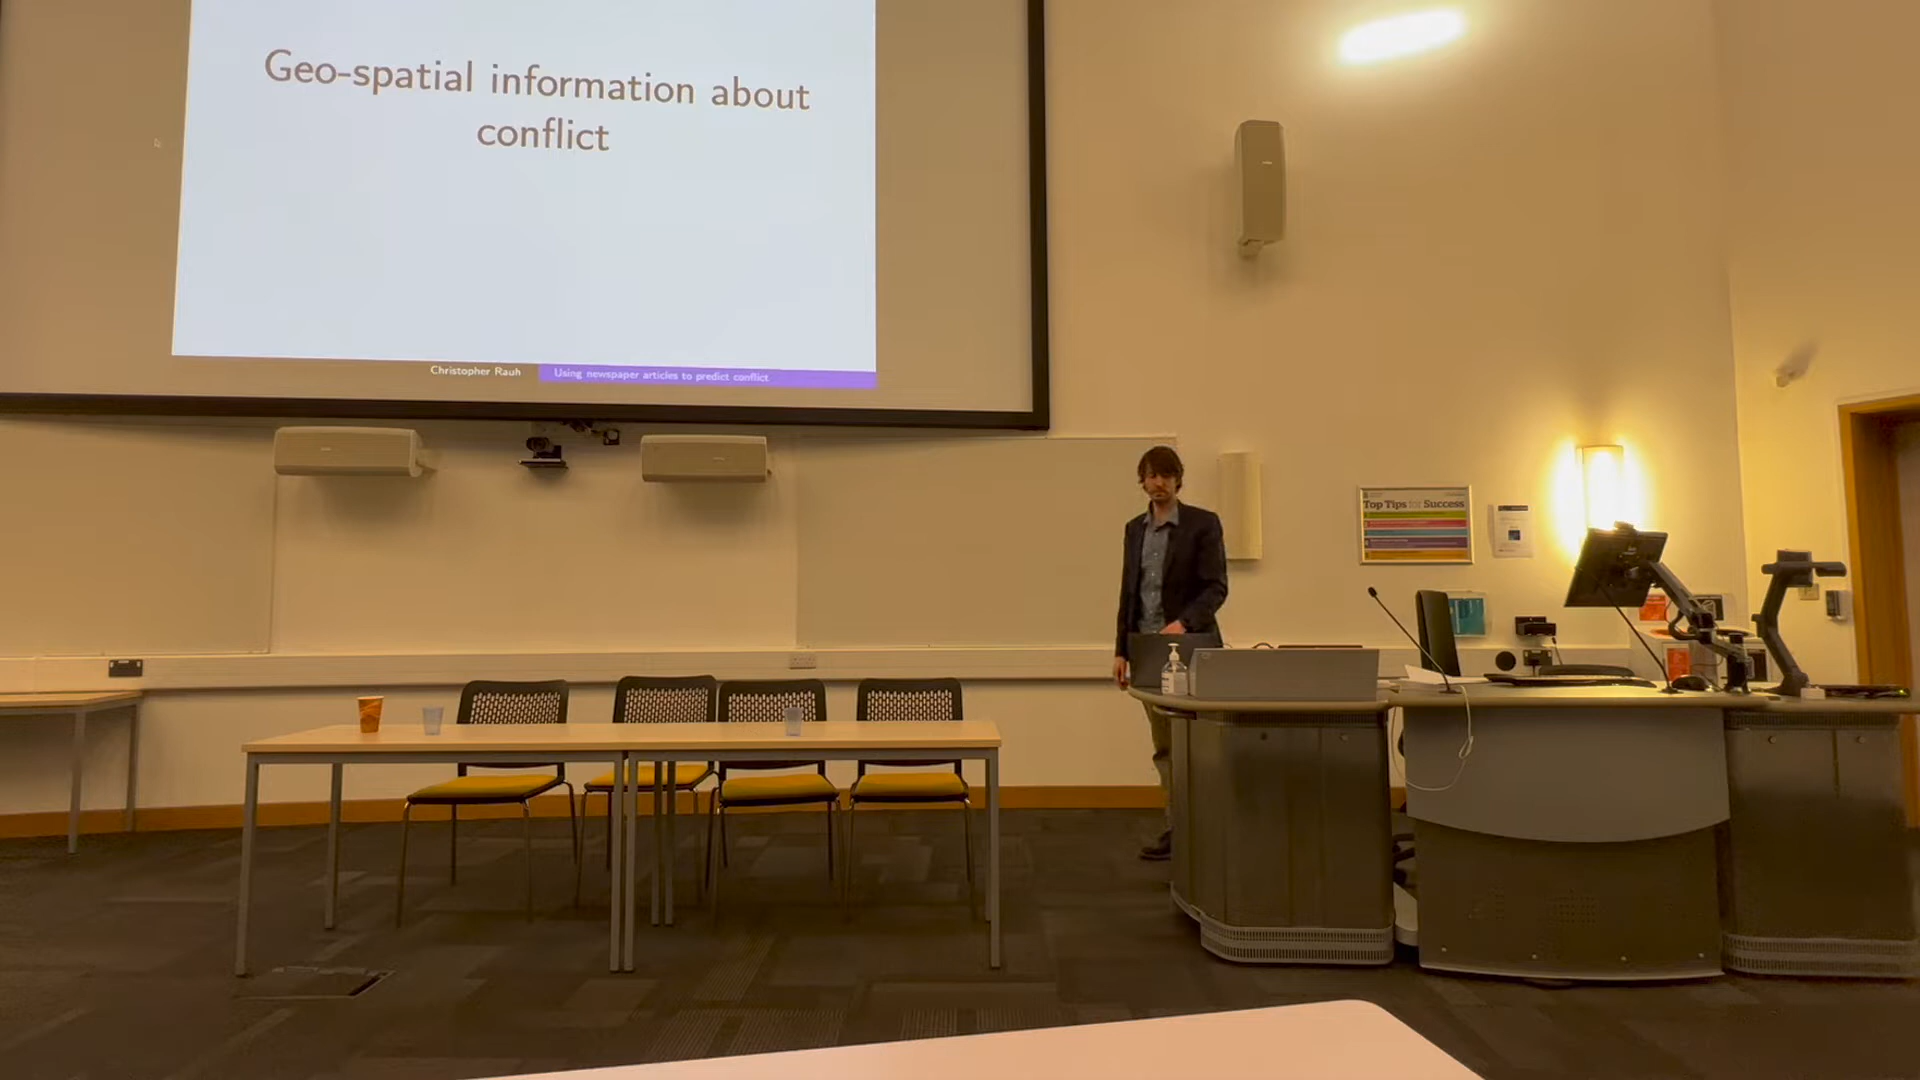 Geo-spatial information about
conflict
Christopher Rauh
Using newspaper articles to predict conflict
Top Tips for Success